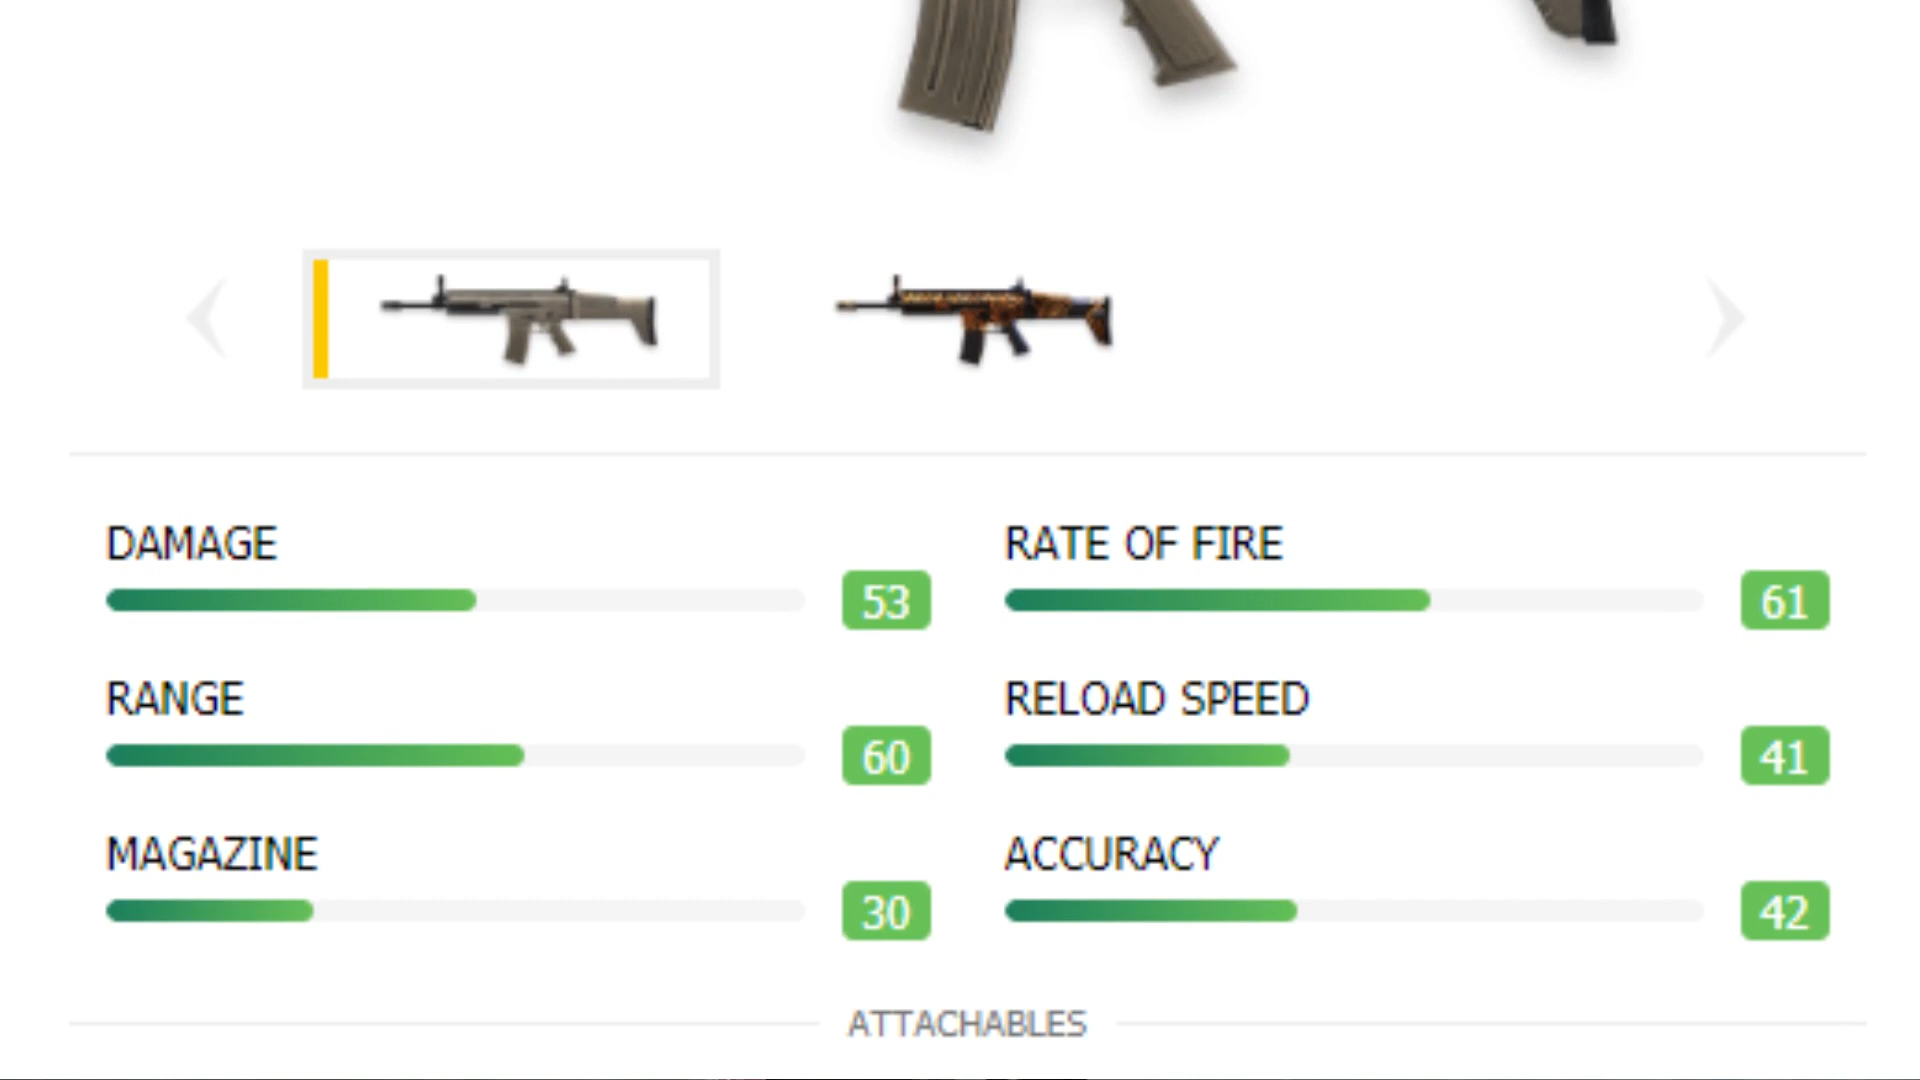 DAMAGE
53
RATE OF FIRE
61
RANGE
60
RELOAD SPEED
41
MAGAZINE
30
ACCURACY
42
ATTACHABLES